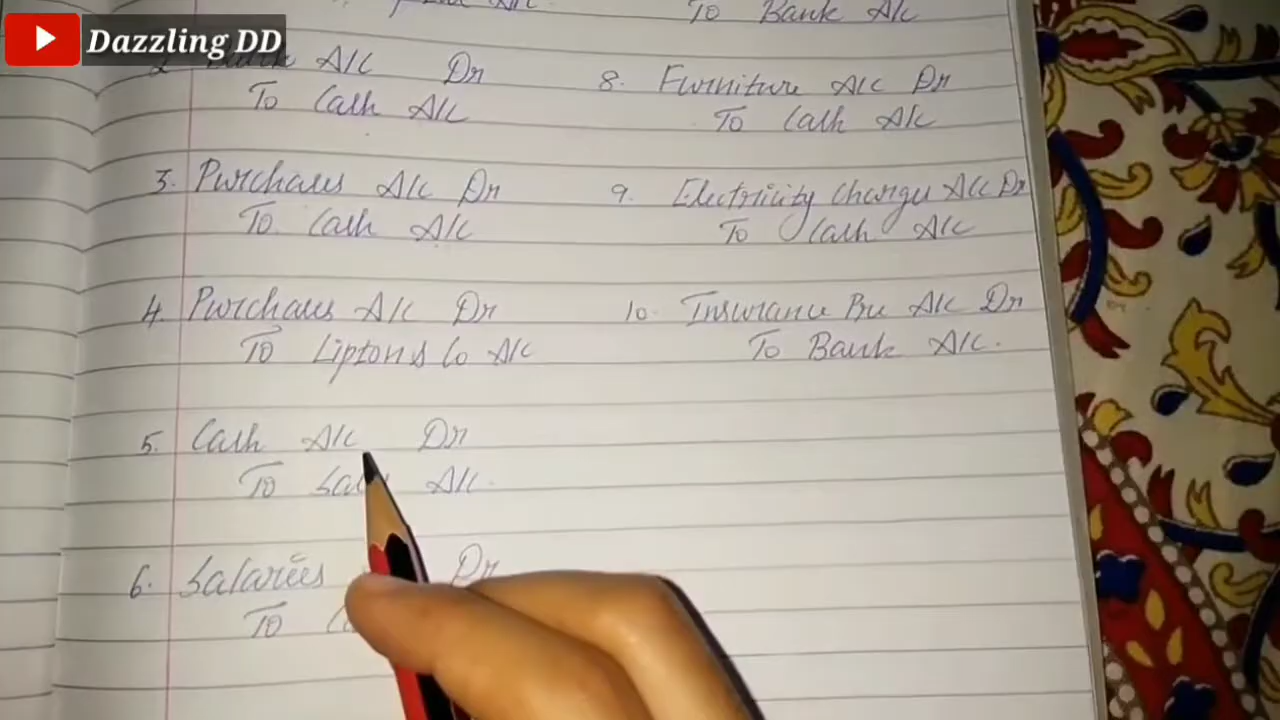 Dazzling DD
A/c
2. Bank A/c Dr
To Cash A/c
3. Purchases A/c Dr
To Cash A/c
4. Purchases A/c Dr
To Liptons Co A/c
5. Cash A/c Dr
To A/c.
6. Salaries Dr
To
To Bank A/c
8. Furniture A/c Dr
To Cash A/c
9. Electricity Charges A/c Dr
To Cash A/c
10. Insurance Pre A/c Dr
To Bank A/c.